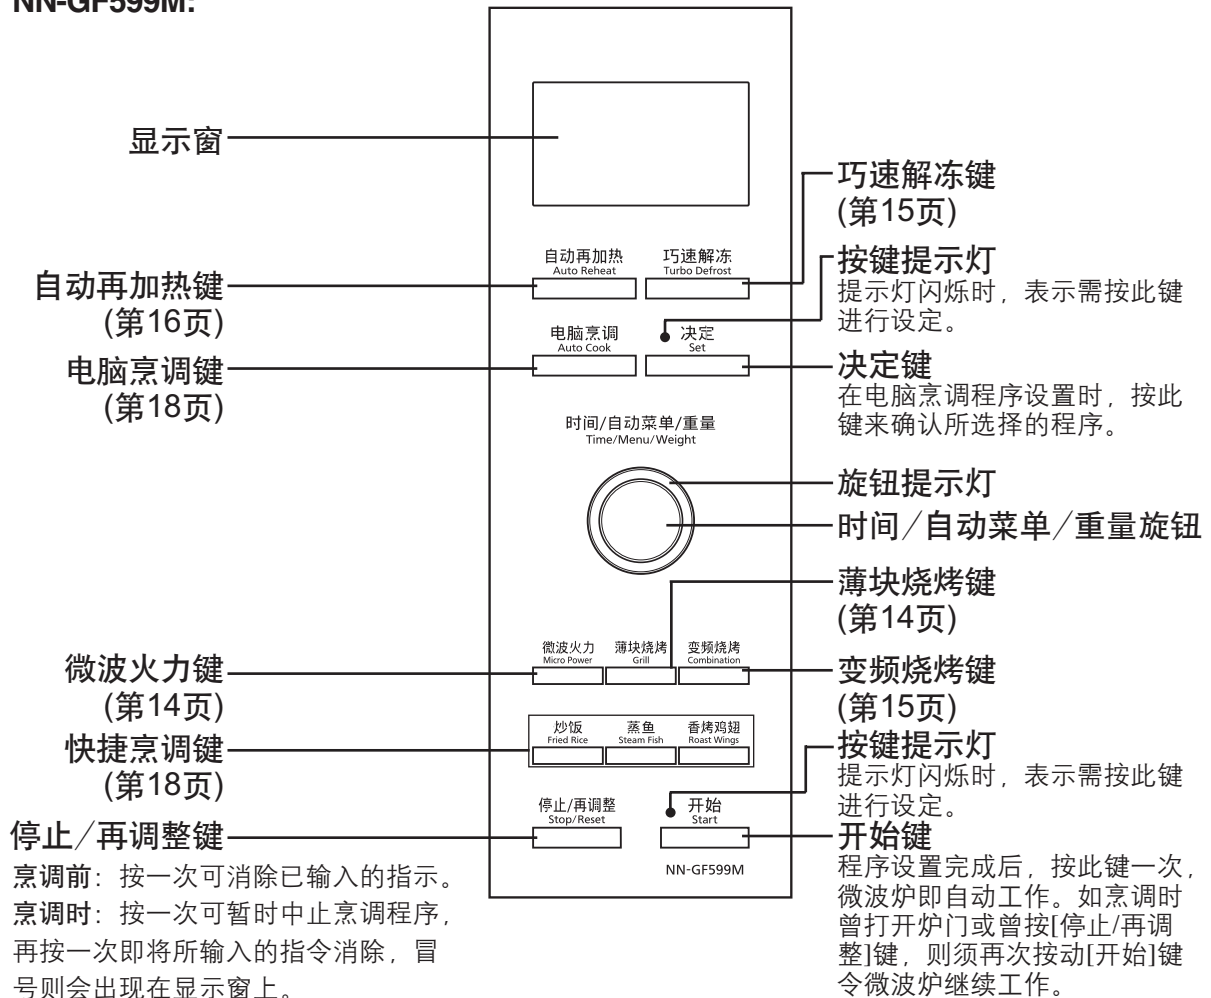 NN-GF599M:
显示窗
自动再加热键
(第16页)
电脑烹调键
(第18页)
微波火力键
(第14页)
快捷烹调键
(第18页)
停止/再调整键
烹调前：按一次可消除已输入的指示。
烹调时：按一次可暂时中止烹调程序，
再按一次即将所输入的指令消除，冒
号则会出现在显示窗上。
自动再加热
Auto Reheat
巧速解冻
Turbo Defrost
电脑烹调
Auto Cook
决定
Set
时间/自动菜单/重量
Time/Menu/Weight
微波火力
Micro Power
薄块烧烤
Grill
变频烧烤
Combination
炒饭
Fried Rice
蒸鱼
Steam Fish
香烤鸡翅
Roast Wings
停止/再调整
Stop/Reset
开始
Start
NN-GF599M
巧速解冻键
(第15页)
按键提示灯
提示灯闪烁时，表示需按此键
进行设定。
决定键
在电脑烹调程序设置时，按此
键来确认所选择的程序。
旋钮提示灯
时间/自动菜单/重量旋钮
薄块烧烤键
(第14页)
变频烧烤键
(第15页)
按键提示灯
提示灯闪烁时，表示需按此键
进行设定。
开始键
程序设置完成后，按此键一次，
微波炉即自动工作。如烹调时
曾打开炉门或曾按[停止/再调
整]键，则须再次按动[开始]键
令微波炉继续工作。